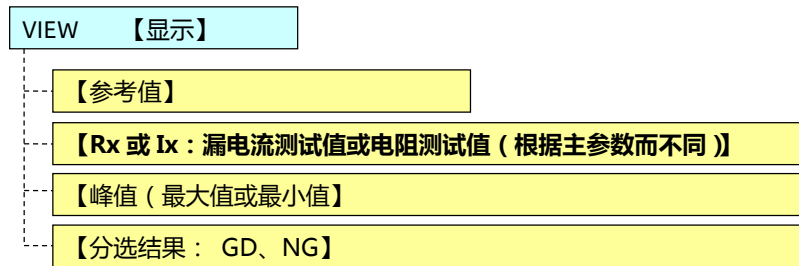 VIEW 【显示】
【参考值】
【Rx 或 Ix：漏电流测试值或电阻测试值（根据主参数而不同）】
【峰值（最大值或最小值】
【分选结果： GD、NG】